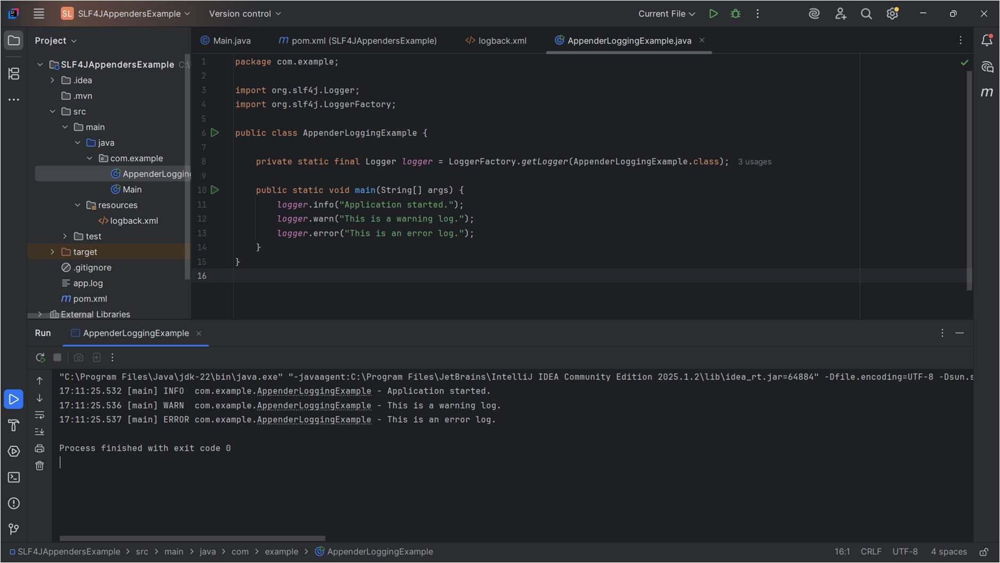 SL SLF4JAppendersExample Version control Current File
Project
Main.java pom.xml (SLF4JAppendersExample) logback.xml AppenderLoggingExample.java
SLF4JAppendersExample C:\
.idea
.mvn
src
main
java
com.example
AppenderLogging
Main
resources
logback.xml
test
target
.gitignore
app.log
pom.xml
External Libraries
1 package com.example;
2
3 import org.slf4j.Logger;
4 import org.slf4j.LoggerFactory;
5
6 public class AppenderLoggingExample {
7
8 private static final Logger logger = LoggerFactory.getLogger(AppenderLoggingExample.class); 3 usages
9
10 public static void main(String[] args) {
11 logger.info("Application started.");
12 logger.warn("This is a warning log.");
13 logger.error("This is an error log.");
14 }
15 }
16
Run AppenderLoggingExample
"C:\Program Files\Java\jdk-22\bin\java.exe" "-javaagent:C:\Program Files\JetBrains\IntelliJ IDEA Community Edition 2025.1.2\lib\idea_rt.jar=64884" -Dfile.encoding=UTF-8 -Dsun.s
17:11:25.532 [main] INFO com.example.AppenderLoggingExample - Application started.
17:11:25.536 [main] WARN com.example.AppenderLoggingExample - This is a warning log.
17:11:25.537 [main] ERROR com.example.AppenderLoggingExample - This is an error log.
Process finished with exit code 0
SLF4JAppendersExample > src > main > java > com > example > AppenderLoggingExample 16:1 CRLF UTF-8 4 spaces